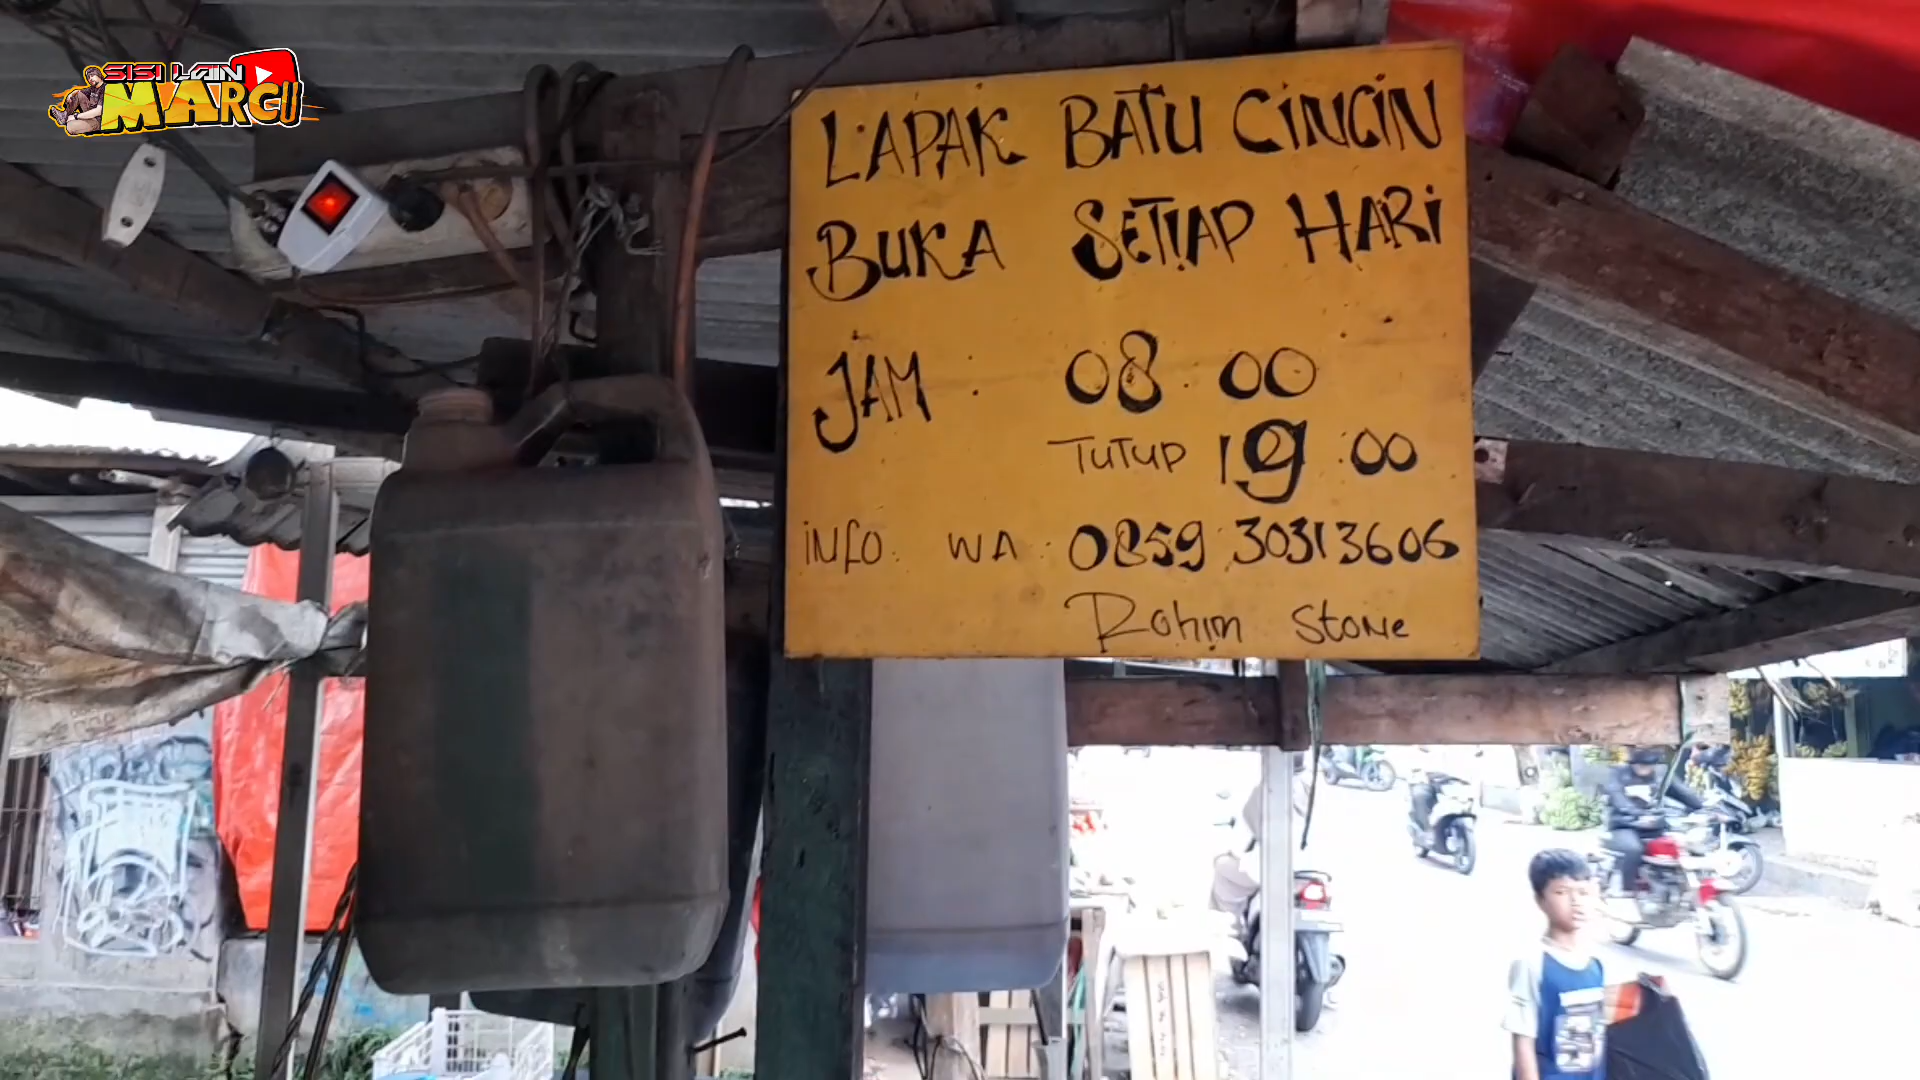 SISI LAIN
MARCU
LAPAK BATU CINCIN
BUKA SETIAP HARI
JAM : 08.00
TUTUP 19:00
INFO: WA: 0859 30313606
Rohim Stone